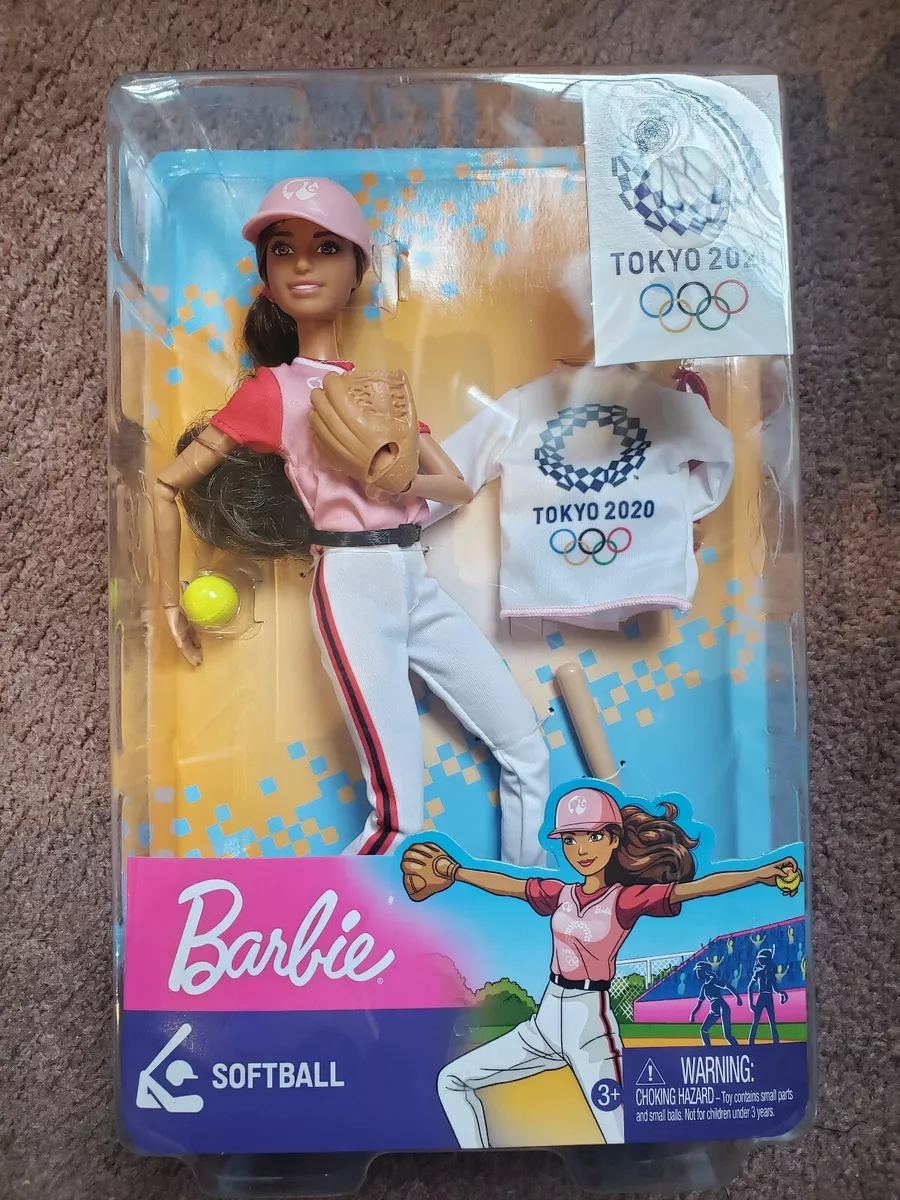 TOKYO 202
TOKYO 2020
Barbie®
SOFTBALL
3+
WARNING:
CHOKING HAZARD – Toy contains small parts
and small balls. Not for children under 3 years.